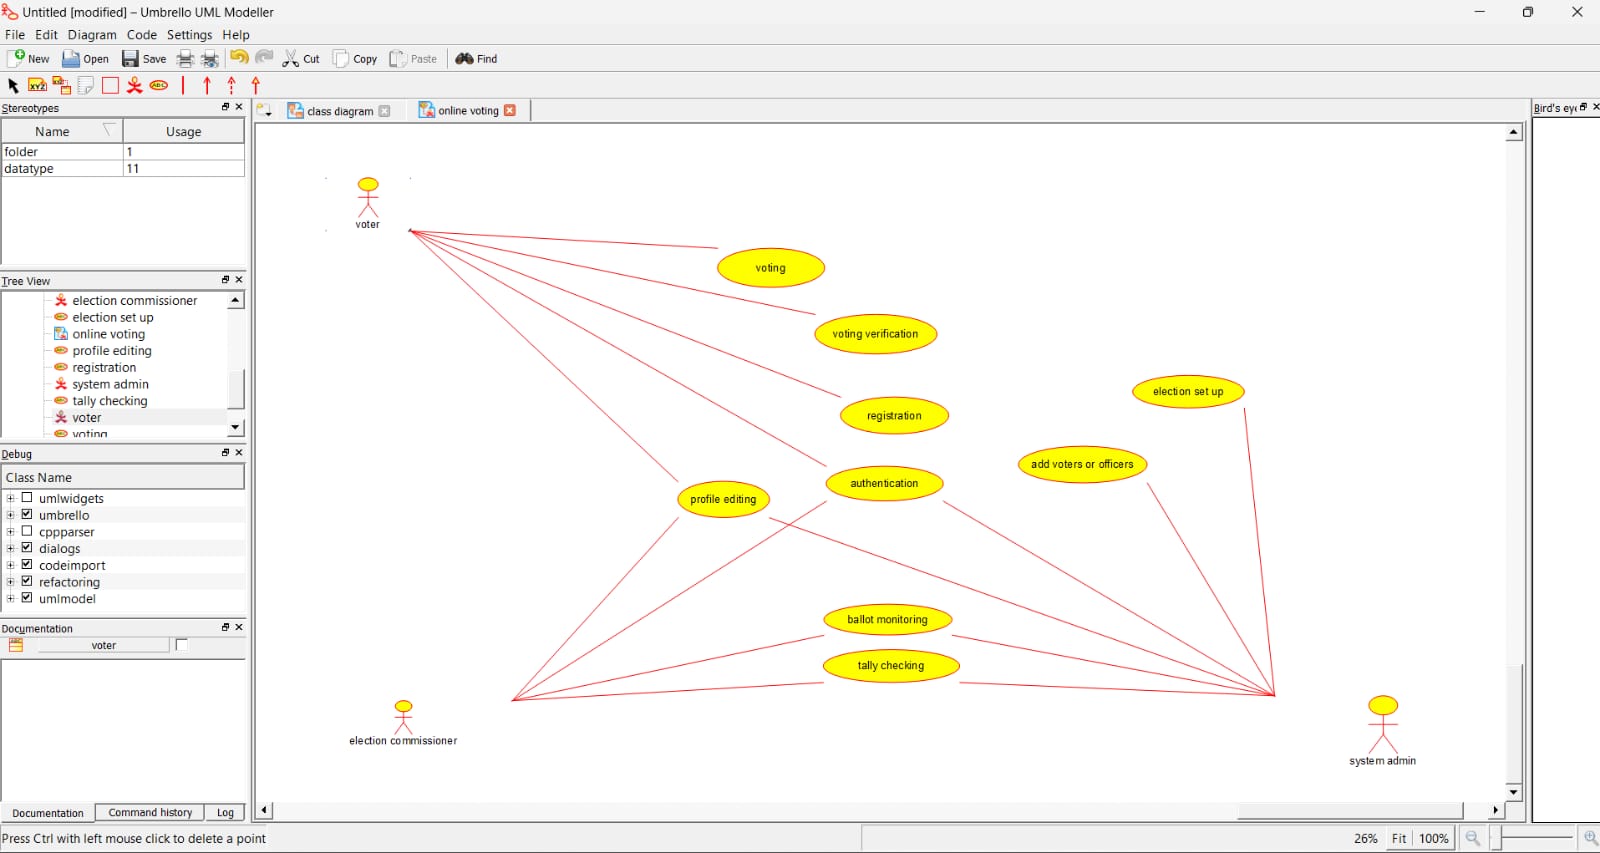 Untitled [modified] – Umbrello UML Modeller
File Edit Diagram Code Settings Help
New Open Save Cut Copy Paste Find
XYZ ABC
Stereotypes
Name Usage
folder 1
datatype 11
Tree View
election commissioner
election set up
online voting
profile editing
registration
system admin
tally checking
voter
voting
Debug
Class Name
umlwidgets
umbrello
cppparser
dialogs
codeimport
refactoring
umlmodel
Documentation
voter
Documentation Command history Log
class diagram online voting
Bird's ey
voter
voting
voting verification
election set up
registration
add voters or officers
authentication
profile editing
ballot monitoring
tally checking
election commissioner
system admin
Press Ctrl with left mouse click to delete a point
26% Fit 100%